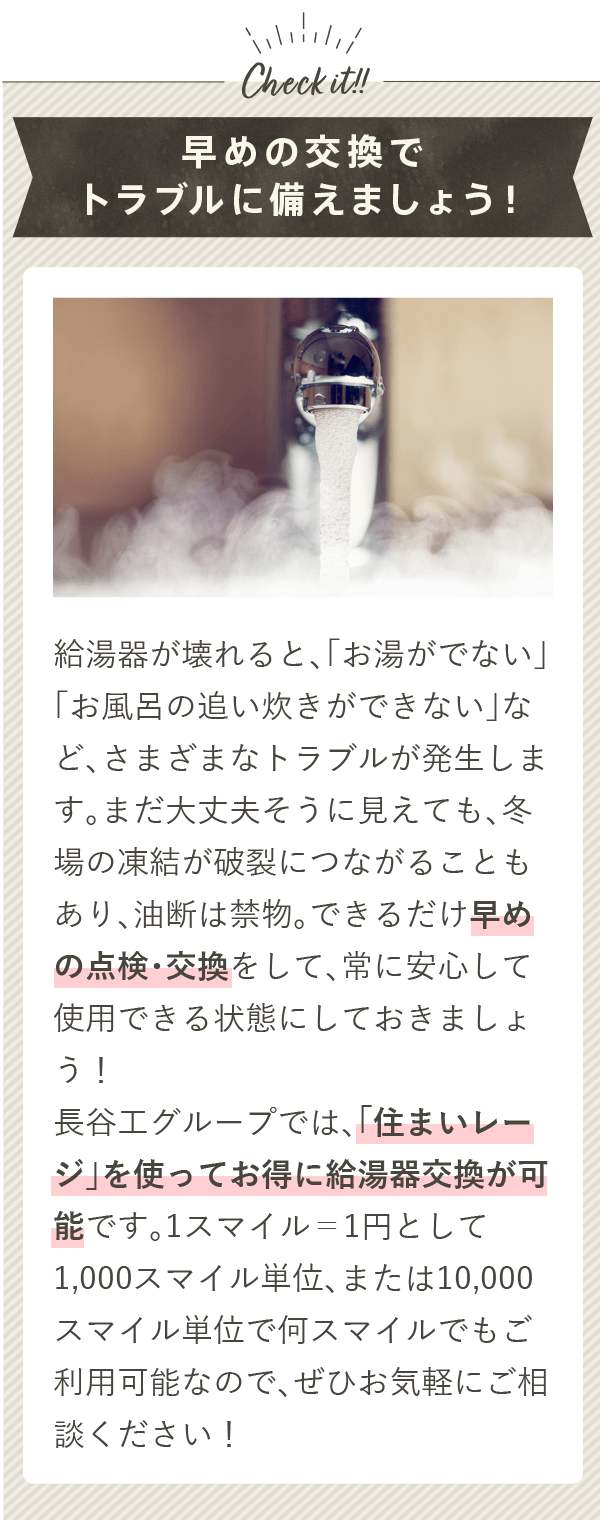 Check it!!
早めの交換で
トラブルに備えましょう！
給湯器が壊れると、「お湯がでない」
「お風呂の追い炊きができない」な
ど、さまざまなトラブルが発生しま
す。まだ大丈夫そうに見えても、冬
場の凍結が破裂につながることも
あり、油断は禁物。できるだけ早め
の点検・交換をして、常に安心して
使用できる状態にしておきましょ
う！
長谷工グループでは、「住まいレー
ジ」を使ってお得に給湯器交換が可
能です。1スマイル＝1円として
1,000スマイル単位、または10,000
スマイル単位で何スマイルでもご
利用可能なので、ぜひお気軽にご相
談ください！